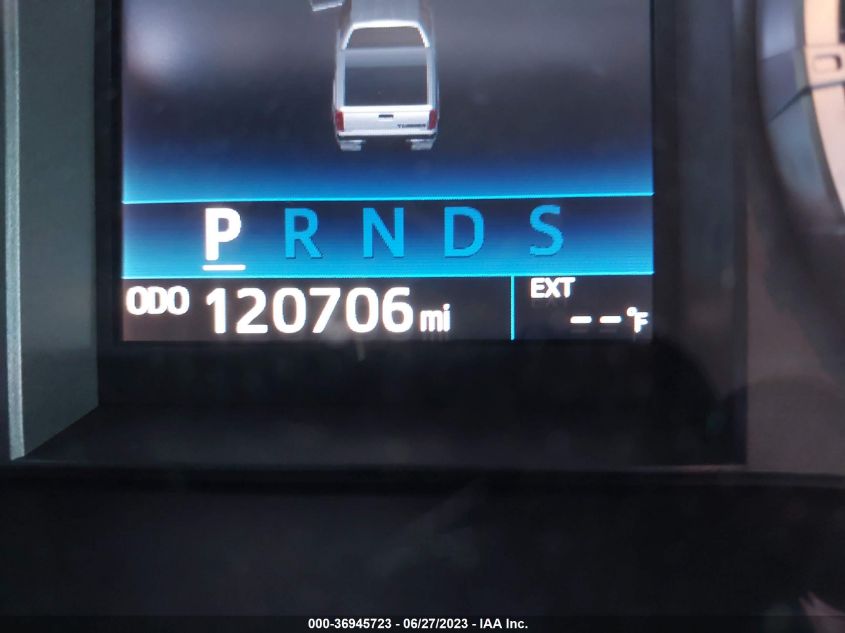 P R N D S
ODO 120706 mi
EXT
--°F
000-36945723 - 06/27/2023 - IAA Inc.